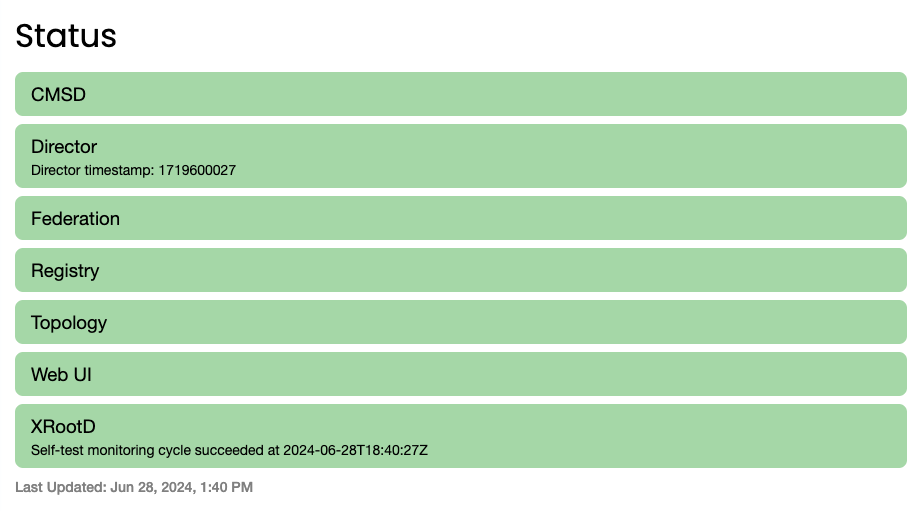 Status
CMSD
Director
Director timestamp: 1719600027
Federation
Registry
Topology
Web UI
XRootD
Self-test monitoring cycle succeeded at 2024-06-28T18:40:27Z
Last Updated: Jun 28, 2024, 1:40 PM